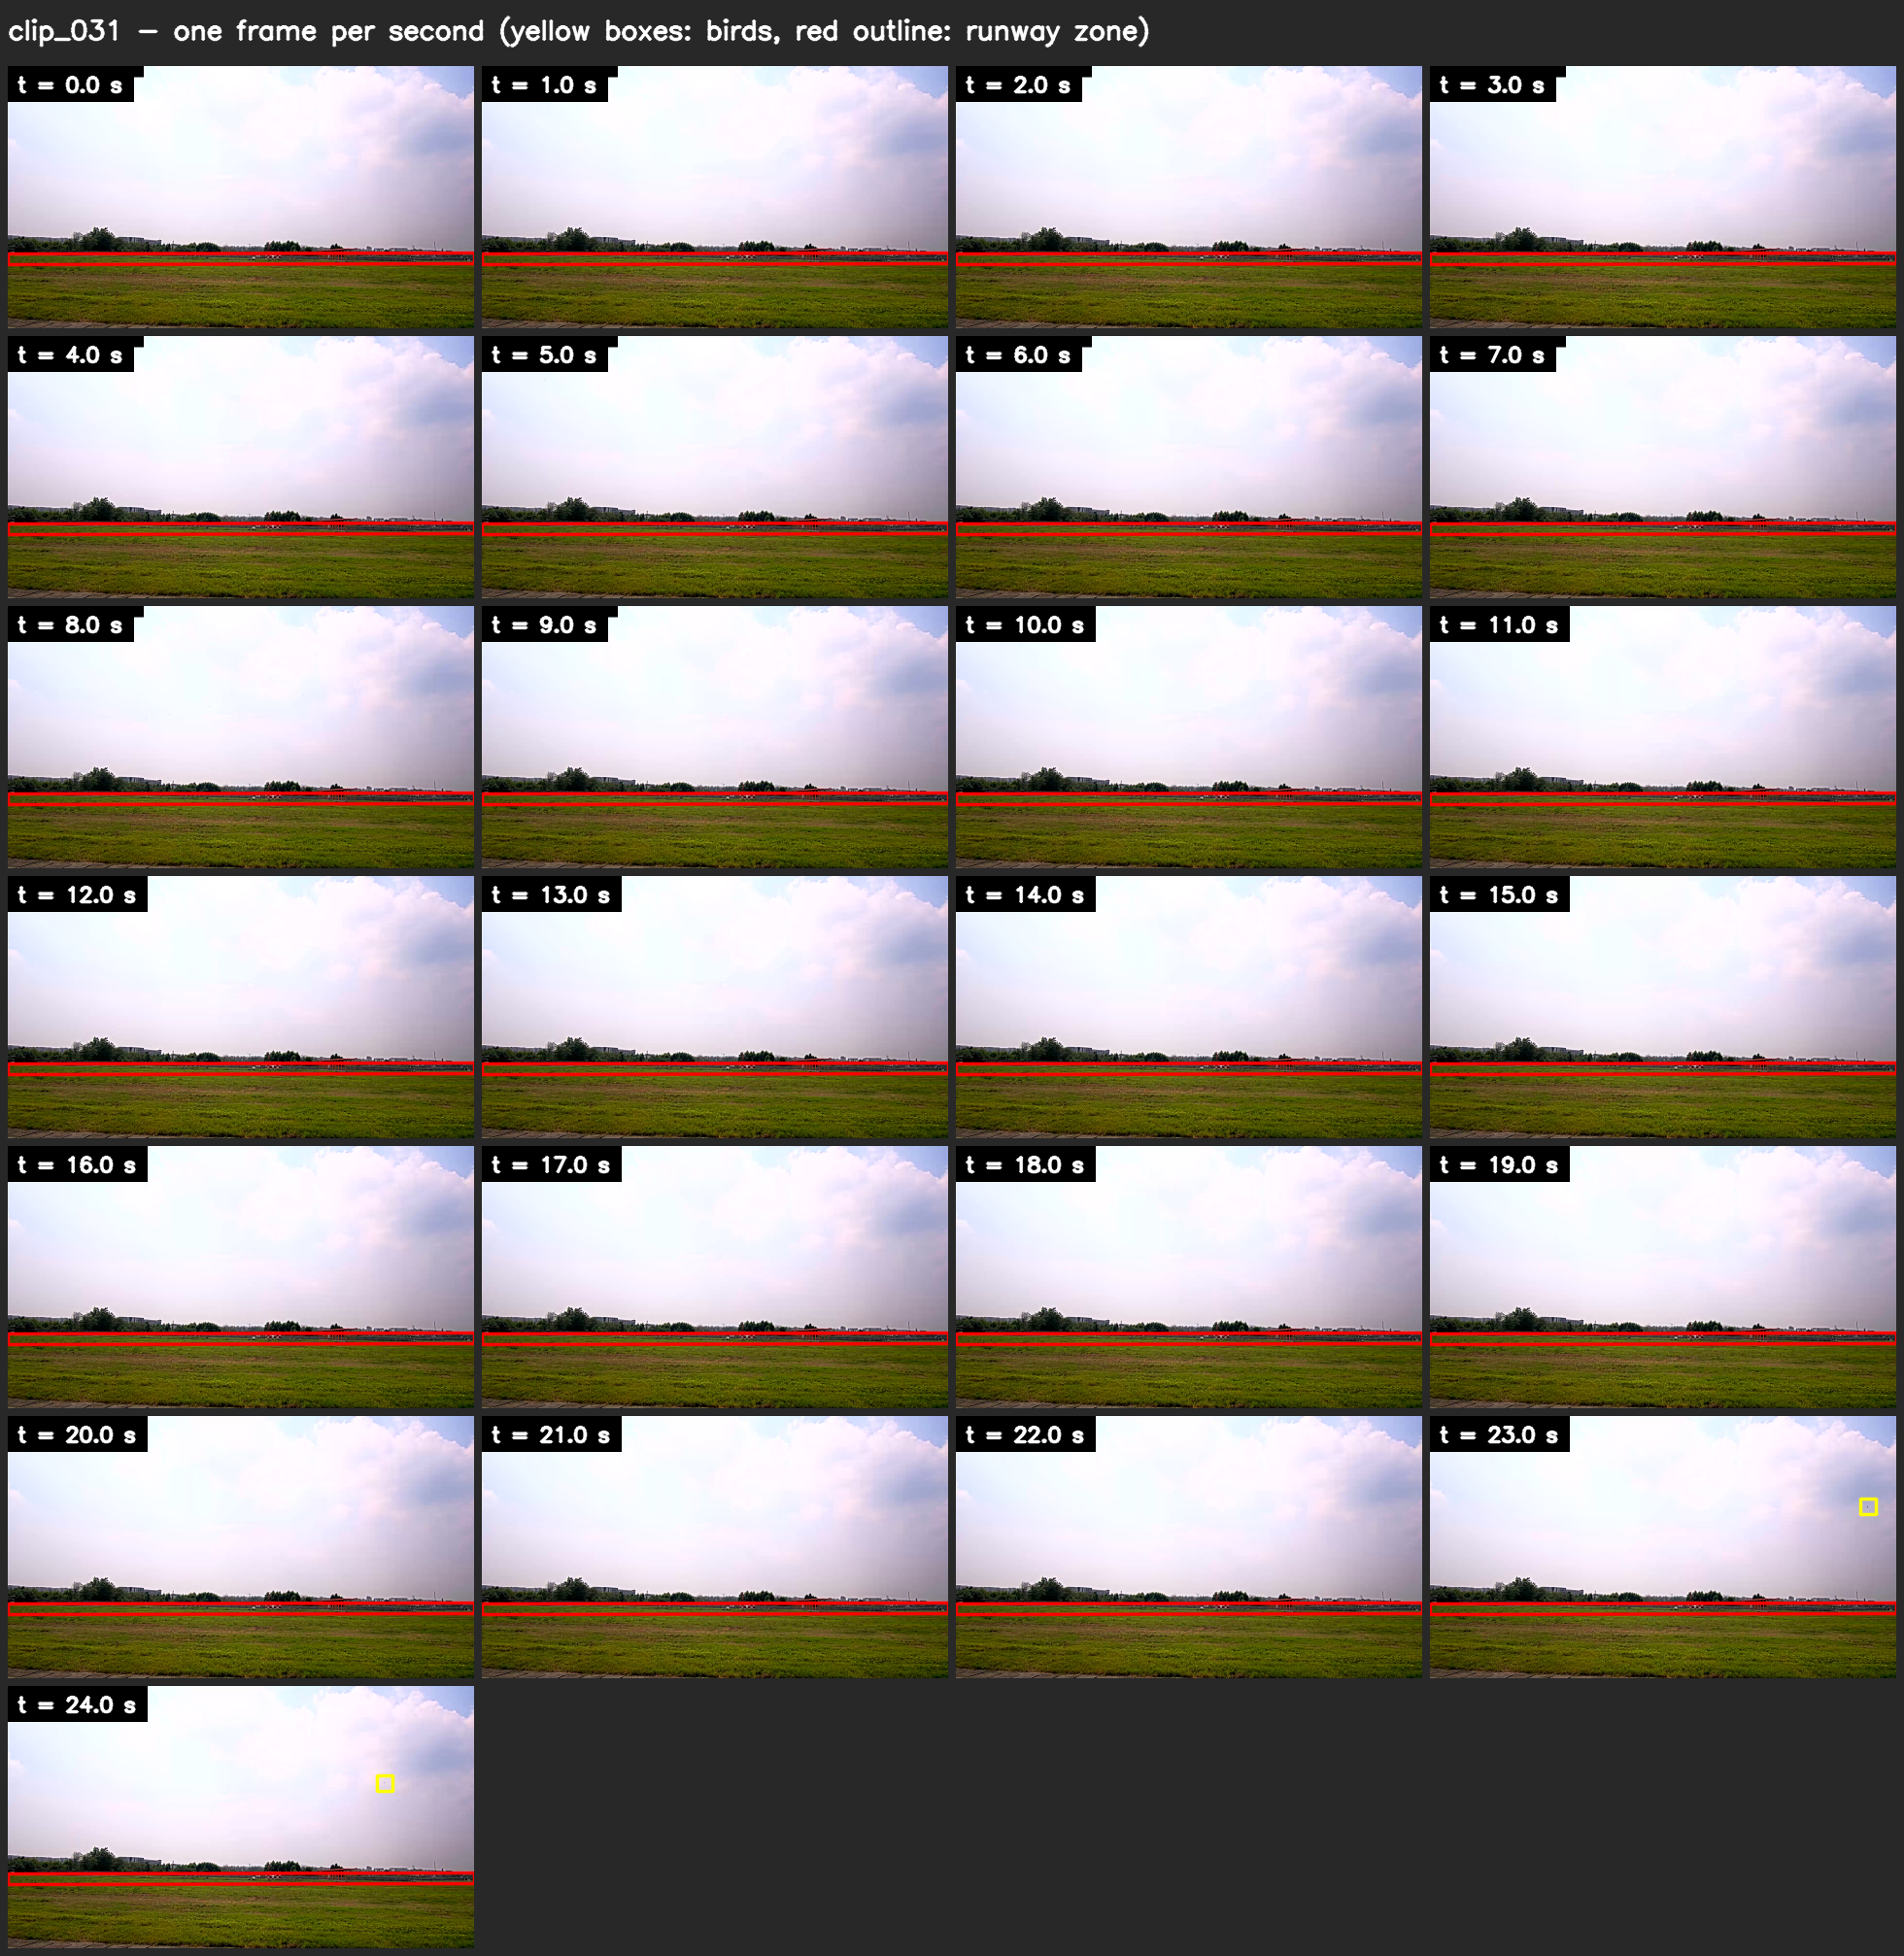 clip_031 – one frame per second (yellow boxes: birds, red outline: runway zone)
t = 0.0 s
t = 1.0 s
t = 2.0 s
t = 3.0 s
t = 4.0 s
t = 5.0 s
t = 6.0 s
t = 7.0 s
t = 8.0 s
t = 9.0 s
t = 10.0 s
t = 11.0 s
t = 12.0 s
t = 13.0 s
t = 14.0 s
t = 15.0 s
t = 16.0 s
t = 17.0 s
t = 18.0 s
t = 19.0 s
t = 20.0 s
t = 21.0 s
t = 22.0 s
t = 23.0 s
t = 24.0 s